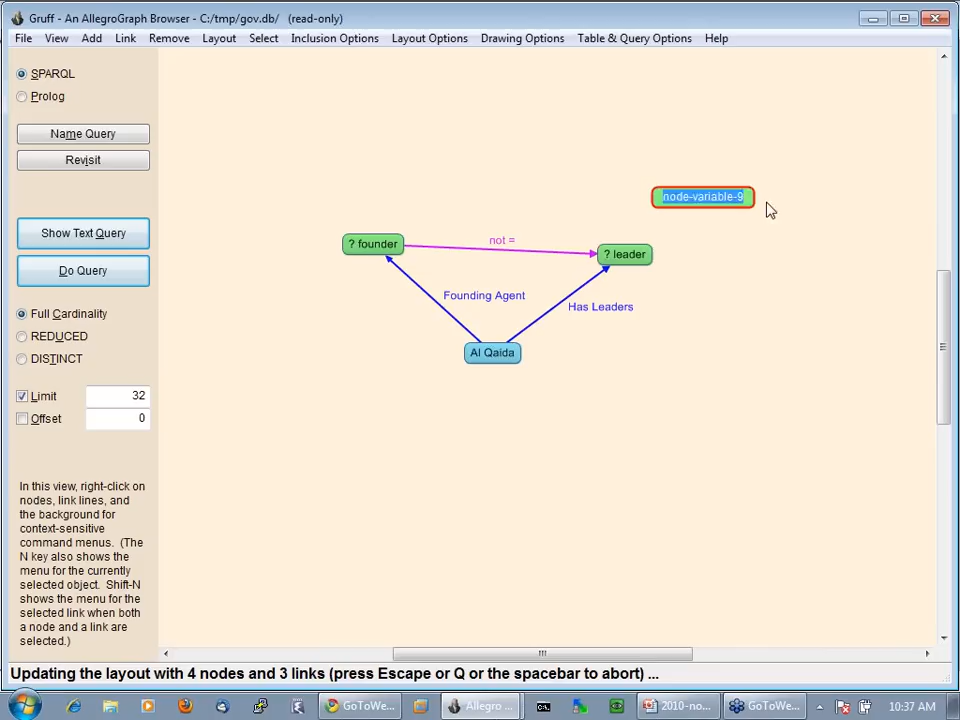 Gruff - An AllegroGraph Browser - C:/tmp/gov.db/   (read-only)
File View Add Link Remove Layout Select Inclusion Options Layout Options Drawing Options Table & Query Options Help
SPARQL
Prolog
Name Query
Revisit
Show Text Query
Do Query
Full Cardinality
REDUCED
DISTINCT
Limit 32
Offset 0
In this view, right-click on
nodes, link lines, and
the background for
context-sensitive
command menus.  (The
N key also shows the
menu for the currently
selected object.  Shift-N
shows the menu for the
selected link when both
a node and a link are
selected.)
node-variable-9
? founder
not =
? leader
Founding Agent
Has Leaders
Al Qaida
Updating the layout with 4 nodes and 3 links (press Escape or Q or the spacebar to abort) ...
GoToWe...
Allegro ...
2010-no...
GoToWe...
10:37 AM